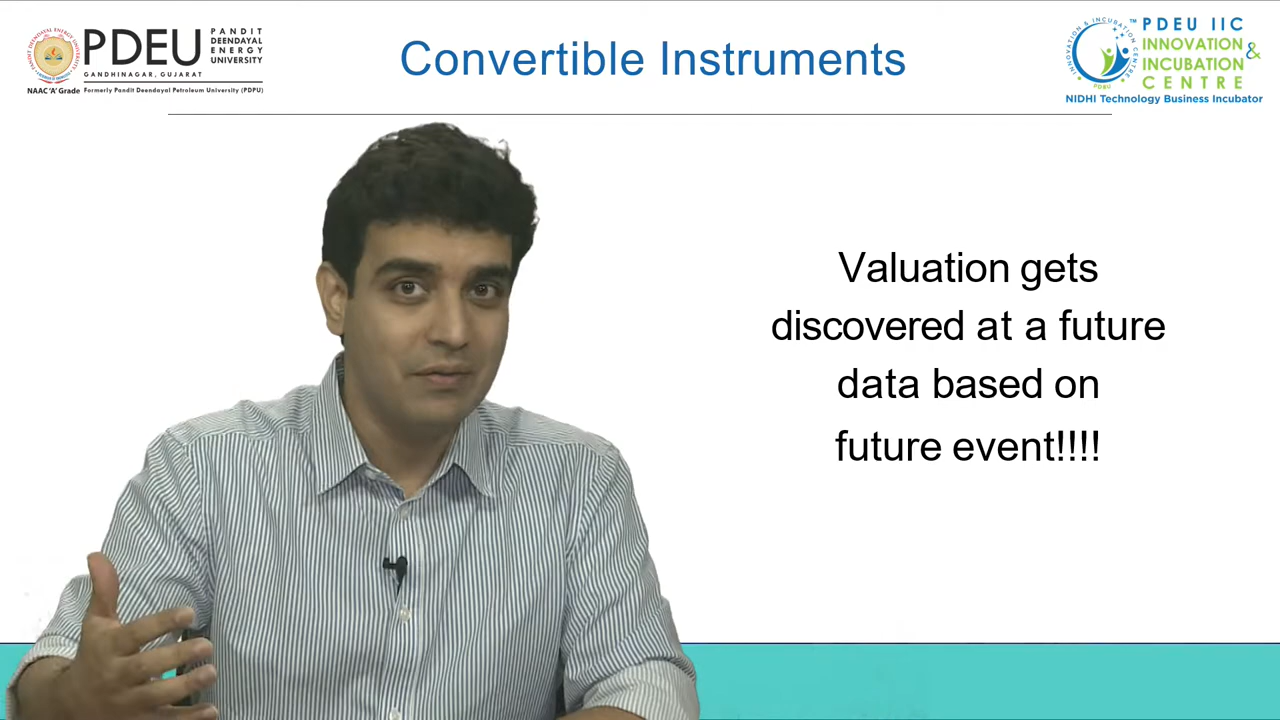 PDEU
PANDIT
DEENDAYAL
ENERGY
UNIVERSITY
GANDHINAGAR, GUJARAT
NAAC 'A' Grade Formerly Pandit Deendayal Petroleum University (PDPU)
Convertible Instruments
PDEU IIC
INNOVATION &
INCUBATION
CENTRE
NIDHI Technology Business Incubator
Valuation gets
discovered at a future
data based on
future event!!!!